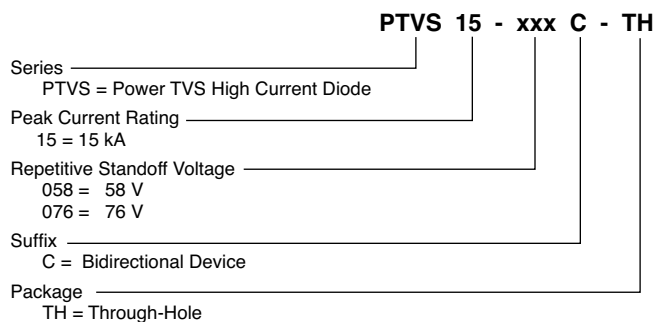 PTVS 15 - xxx C - TH
Series
PTVS = Power TVS High Current Diode
Peak Current Rating
15 = 15 kA
Repetitive Standoff Voltage
058 = 58 V
076 = 76 V
Suffix
C = Bidirectional Device
Package
TH = Through-Hole